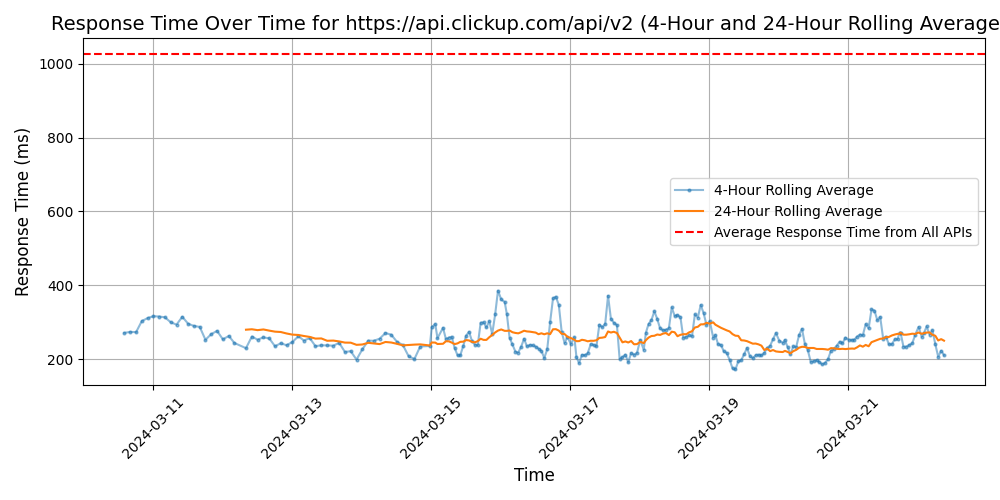 Response Time Over Time for https://api.clickup.com/api/v2 (4-Hour and 24-Hour Rolling Average
Response Time (ms)
1000
800
600
400
200
4-Hour Rolling Average
24-Hour Rolling Average
Average Response Time from All APIs
2024-03-11
2024-03-13
2024-03-15
2024-03-17
2024-03-19
2024-03-21
Time